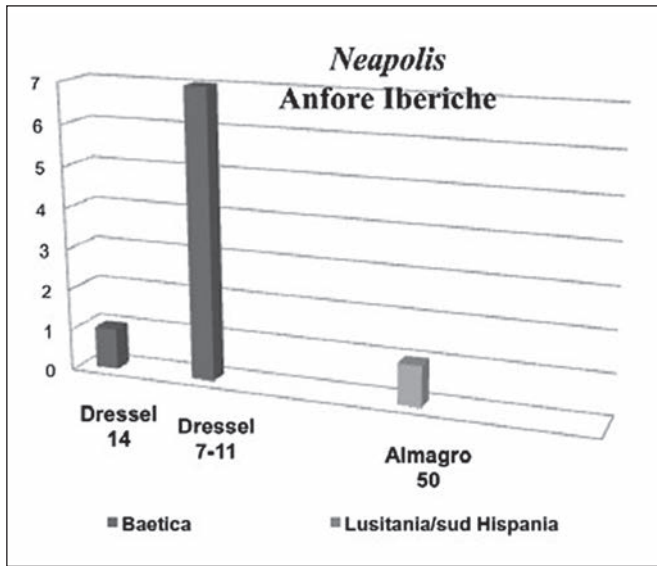 Neapolis
Anfore Iberiche
7
6
5
4
3
2
1
0
Dressel
14
Dressel
7-11
Almagro
50
Baetica
Lusitania/sud Hispania